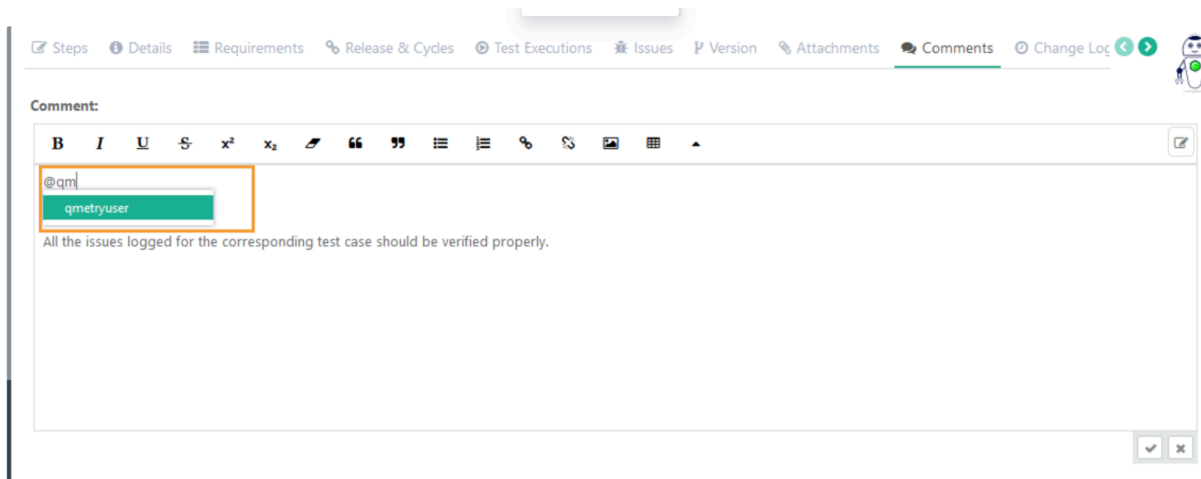 Steps Details Requirements Release & Cycles Test Executions Issues Version Attachments Comments Change Log
Comment:
B I U S x² x₂
@qm
qmetryuser
All the issues logged for the corresponding test case should be verified properly.